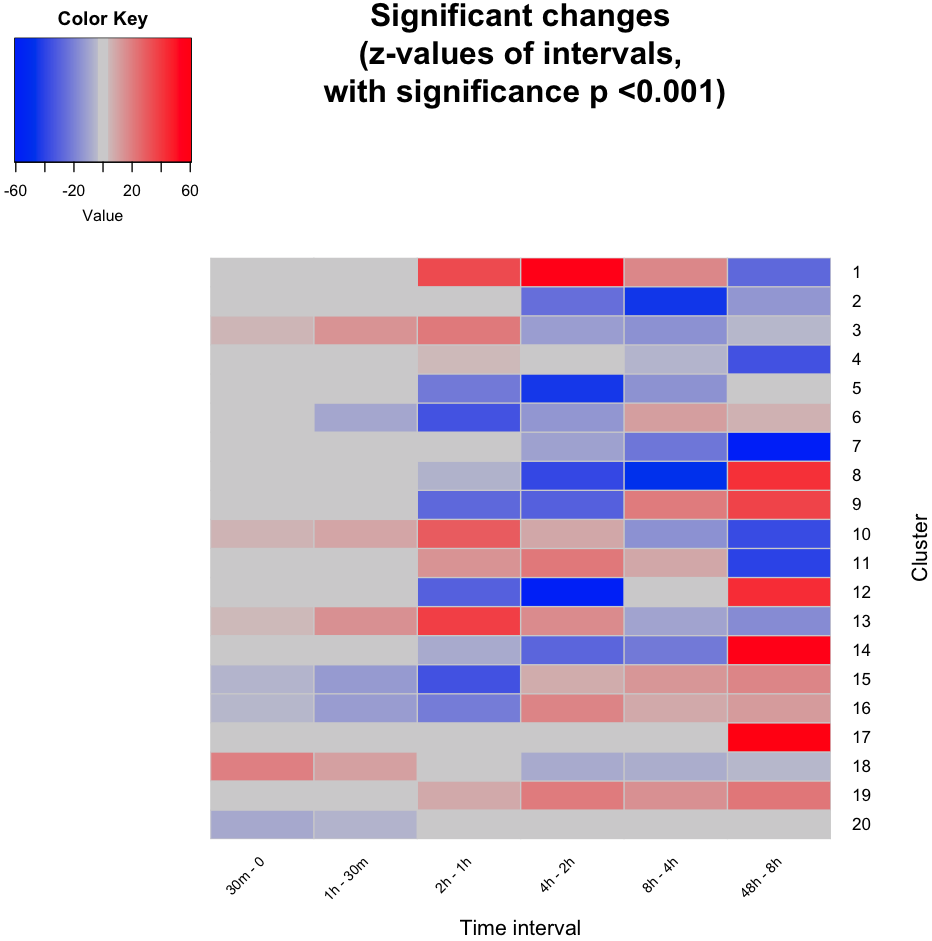 Color Key
-60 -20 20 60
Value
Significant changes
(z-values of intervals,
with significance p <0.001)
1
2
3
4
5
6
7
8
9
10
11
12
13
14
15
16
17
18
19
20
Cluster
30m - 0 1h - 30m 2h - 1h 4h - 2h 8h - 4h 48h - 8h
Time interval